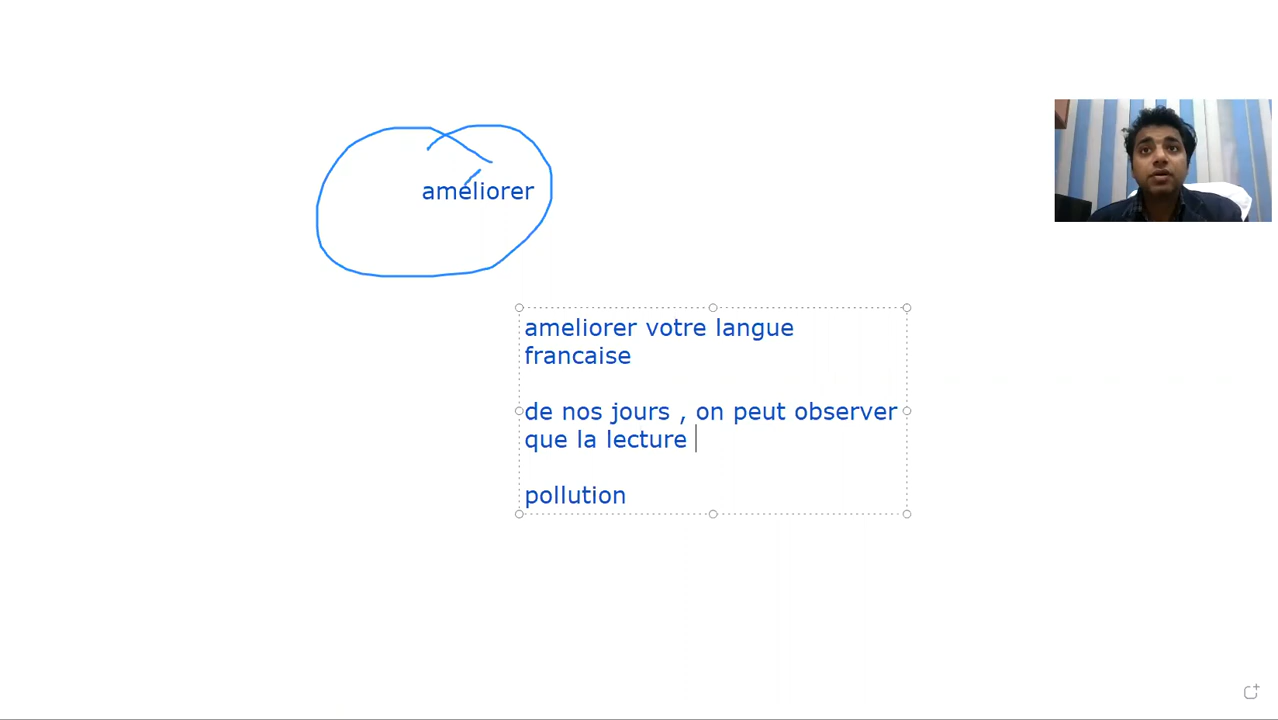 améliorer
ameliorer votre langue
francaise
de nos jours , on peut observer
que la lecture
pollution